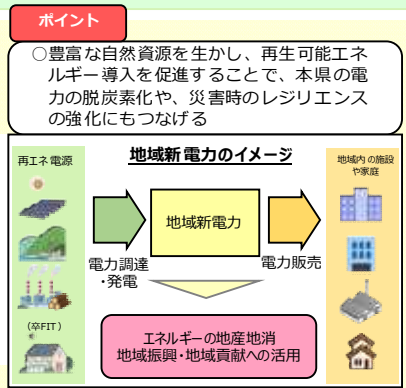 ポイント
○豊富な自然資源を生かし、再生可能エネ
ルギー導入を促進することで、本県の電
力の脱炭素化や、災害時のレジリエンス
の強化にもつなげる
地域新電力のイメージ
再エネ電源
地域内の施設
や家庭
地域新電力
電力調達
・発電
電力販売
(卒FIT)
エネルギーの地産地消
地域振興・地域貢献への活用